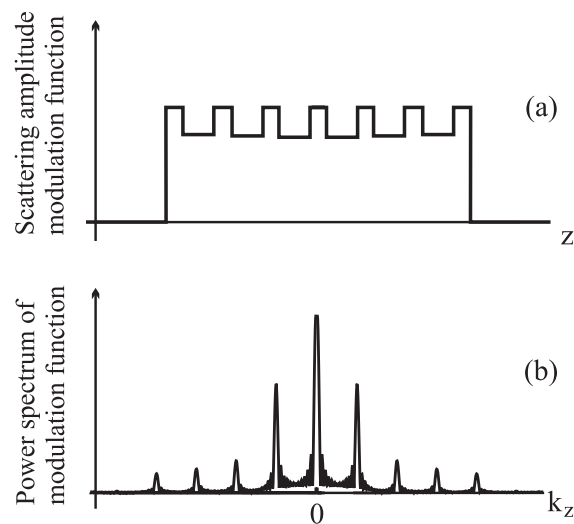 Scattering amplitude
modulation function
(a)
z
Power spectrum of
modulation function
(b)
0
k_z